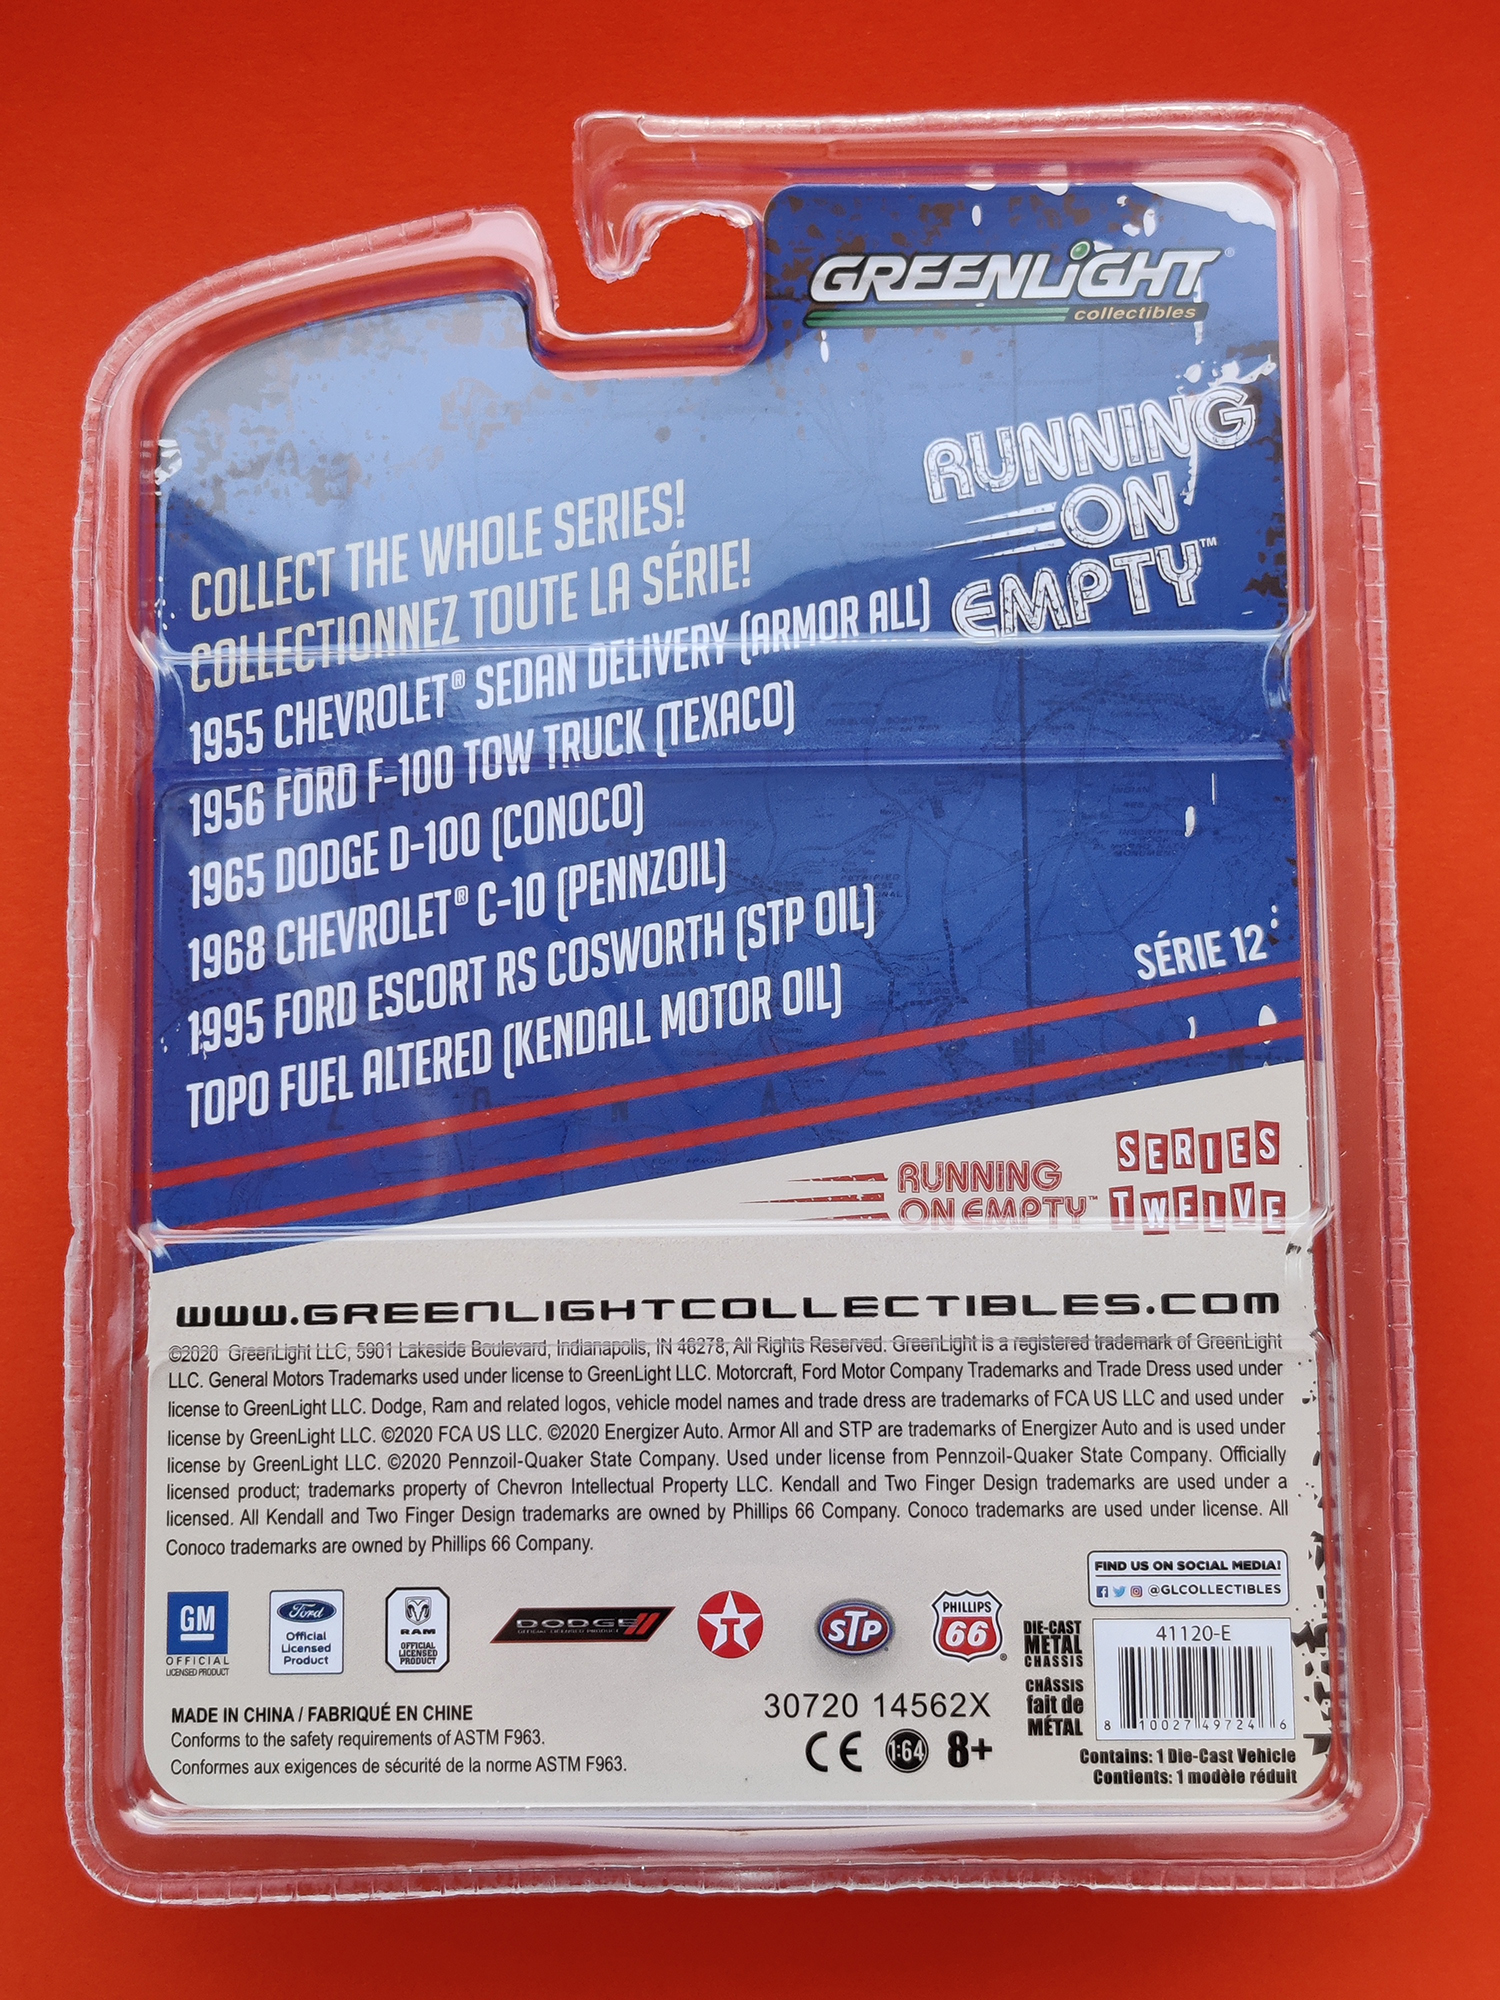 GREENLiGHT®
collectibles
RUNNING
ON
EMPTY™
COLLECT THE WHOLE SERIES!
COLLECTIONNEZ TOUTE LA SÉRIE!
1955 CHEVROLET® SEDAN DELIVERY (ARMOR ALL)
1956 FORD F-100 TOW TRUCK (TEXACO)
1965 DODGE D-100 (CONOCO)
1968 CHEVROLET® C-10 (PENNZOIL)
1995 FORD ESCORT RS COSWORTH (STP OIL)
TOPO FUEL ALTERED (KENDALL MOTOR OIL)
SÉRIE 12
RUNNING
ON EMPTY™
SERIES
TWELVE
www.GREENLIGHTCOLLECTIBLES.COM
©2020 GreenLight LLC, 5901 Lakeside Boulevard, Indianapolis, IN 46278, All Rights Reserved. GreenLight is a registered trademark of GreenLight
LLC. General Motors Trademarks used under license to GreenLight LLC. Motorcraft, Ford Motor Company Trademarks and Trade Dress used under
license to GreenLight LLC. Dodge, Ram and related logos, vehicle model names and trade dress are trademarks of FCA US LLC and used under
license by GreenLight LLC. ©2020 FCA US LLC. ©2020 Energizer Auto. Armor All and STP are trademarks of Energizer Auto and is used under
license by GreenLight LLC. ©2020 Pennzoil-Quaker State Company. Used under license from Pennzoil-Quaker State Company. Officially
licensed product; trademarks property of Chevron Intellectual Property LLC. Kendall and Two Finger Design trademarks are used under a
licensed. All Kendall and Two Finger Design trademarks are owned by Phillips 66 Company. Conoco trademarks are used under license. All
Conoco trademarks are owned by Phillips 66 Company.
FIND US ON SOCIAL MEDIA!
@GLCOLLECTIBLES
GM
OFFICIAL
LICENSED PRODUCT
Ford
Official
Licensed
Product
RAM
OFFICIAL
LICENSED
PRODUCT
DODGE
OFFICIAL LICENSED PRODUCT
T
STP
PHILLIPS
66
DIE-CAST
METAL
CHASSIS
CHÂSSIS
fait de
MÉTAL
41120-E
8 10027 49724 6
MADE IN CHINA / FABRIQUÉ EN CHINE
Conforms to the safety requirements of ASTM F963.
Conformes aux exigences de sécurité de la norme ASTM F963.
30720 14562X
CE 1:64 8+
Contains: 1 Die-Cast Vehicle
Contients: 1 modèle réduit